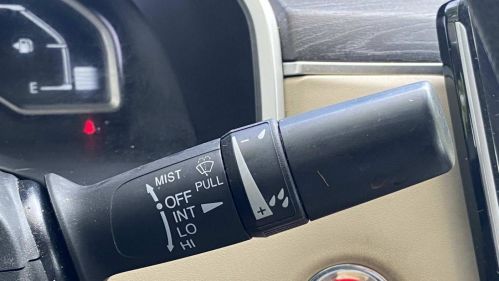 E
MIST
PULL
OFF
INT
LO
HI
- +